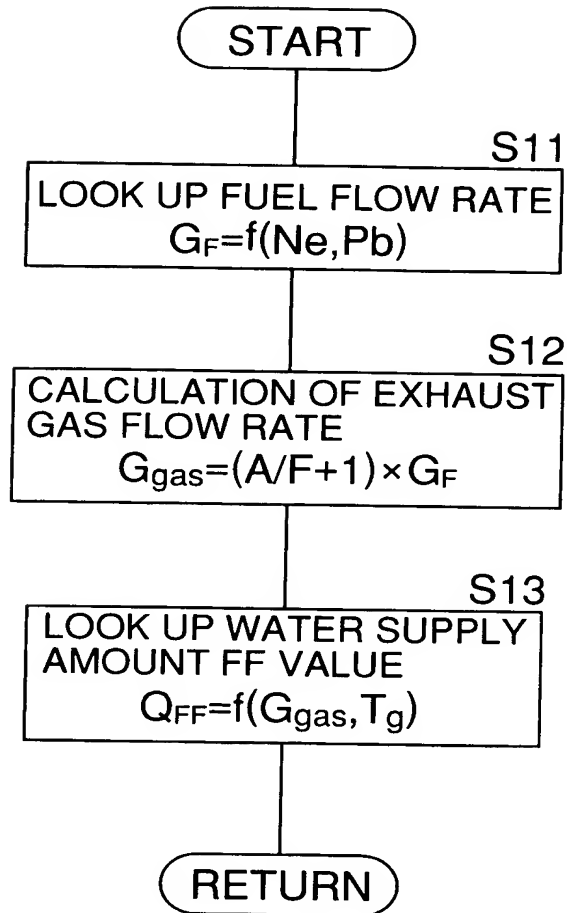 START
S11
LOOK UP FUEL FLOW RATE
GF=f(Ne,Pb)
S12
CALCULATION OF EXHAUST
GAS FLOW RATE
Ggas=(A/F+1)×GF
S13
LOOK UP WATER SUPPLY
AMOUNT FF VALUE
QFF=f(Ggas,Tg)
RETURN